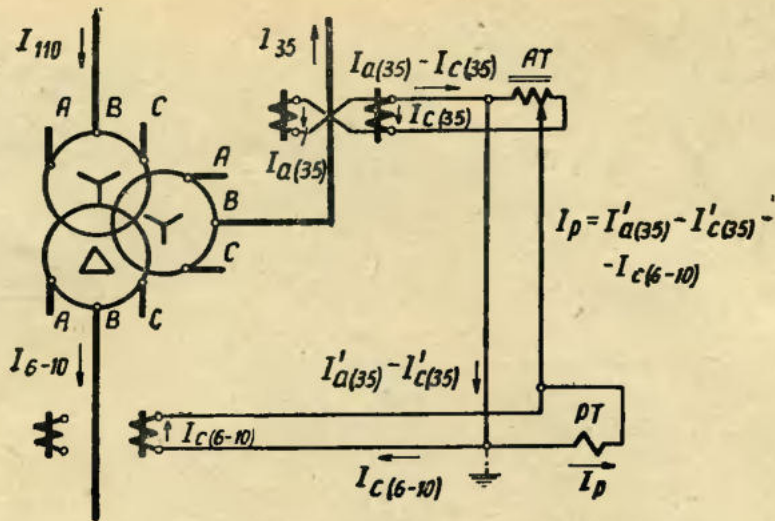 I110
I35
Ia(35) - Ic(35)
AT
A B C
Ic(35)
Ia(35)
A
B
C
Ip = I'a(35) - I'c(35) -
- Ic(6-10)
A B C
I6-10
I'a(35) - I'c(35)
PT
Ic(6-10)
Ic(6-10)
Ip